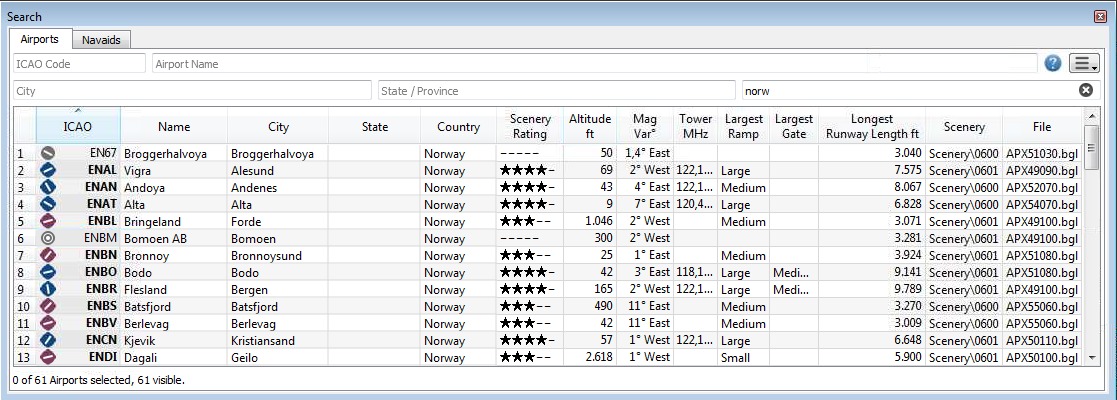 Search
Airports Navaids
ICAO Code Airport Name
City State / Province norw
ICAO Name City State Country Scenery Rating Altitude ft Mag Var° Tower MHz Largest Ramp Largest Gate Longest Runway Length ft Scenery File
1 EN67 Broggerhalvoya Broggerhalvoya Norway ----- 50 1,4° East 3.040 Scenery\0600 APX51030.bgl
2 ENAL Vigra Alesund Norway ★★★★- 69 2° West 122,1... Large 7.575 Scenery\0601 APX49090.bgl
3 ENAN Andoya Andenes Norway ★★★★- 43 4° East 122,1... Medium 8.067 Scenery\0600 APX52070.bgl
4 ENAT Alta Alta Norway ★★★★- 9 7° East 120,4... Large 6.828 Scenery\0600 APX54070.bgl
5 ENBL Bringeland Forde Norway ★★★-- 1.046 2° West Medium 3.071 Scenery\0601 APX49100.bgl
6 ENBM Bomoen AB Bomoen Norway ----- 300 2° West 3.281 Scenery\0601 APX49100.bgl
7 ENBN Bronnoy Bronnoysund Norway ★★★-- 25 1° East Medium 3.924 Scenery\0600 APX51080.bgl
8 ENBO Bodo Bodo Norway ★★★★- 42 3° East 118,1... Large Medi... 9.141 Scenery\0600 APX51080.bgl
9 ENBR Flesland Bergen Norway ★★★★- 165 2° West 122,1... Large Medi... 9.789 Scenery\0601 APX49100.bgl
10 ENBS Batsfjord Batsfjord Norway ★★★-- 490 11° East Medium 3.270 Scenery\0600 APX55060.bgl
11 ENBV Berlevag Berlevag Norway ★★★-- 42 11° East Medium 3.009 Scenery\0600 APX55060.bgl
12 ENCN Kjevik Kristiansand Norway ★★★★- 57 1° West 122,1... Large 6.648 Scenery\0601 APX50110.bgl
13 ENDI Dagali Geilo Norway ★★★-- 2.618 1° West Small 5.900 Scenery\0601 APX50100.bgl
0 of 61 Airports selected, 61 visible.